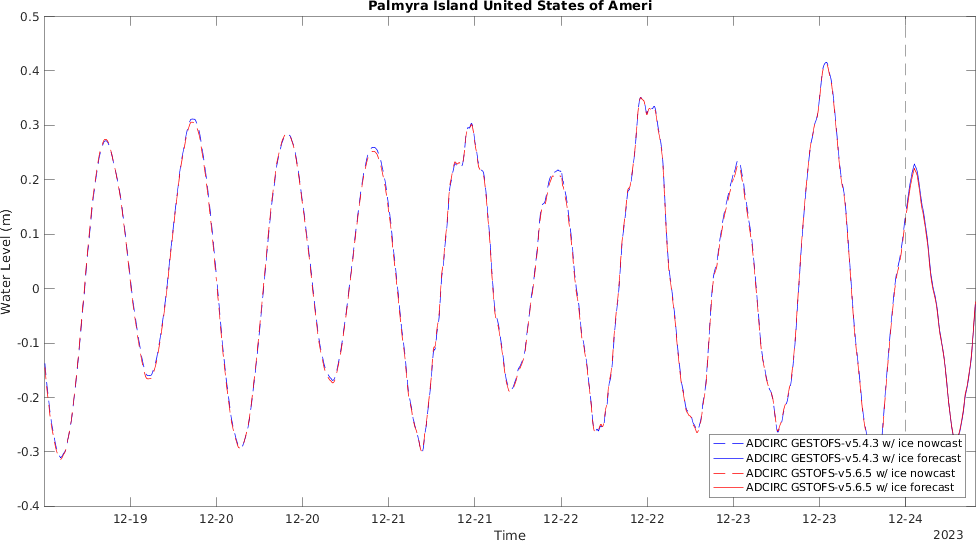 Palmyra Island United States of Ameri
0.5
0.4
0.3
0.2
0.1
0
-0.1
-0.2
-0.3
-0.4
Water Level (m)
12-19 12-20 12-20 12-21 12-21 12-22 12-22 12-23 12-23 12-24
Time
2023
ADCIRC GESTOFS-v5.4.3 w/ ice nowcast
ADCIRC GESTOFS-v5.4.3 w/ ice forecast
ADCIRC GSTOFS-v5.6.5 w/ ice nowcast
ADCIRC GSTOFS-v5.6.5 w/ ice forecast